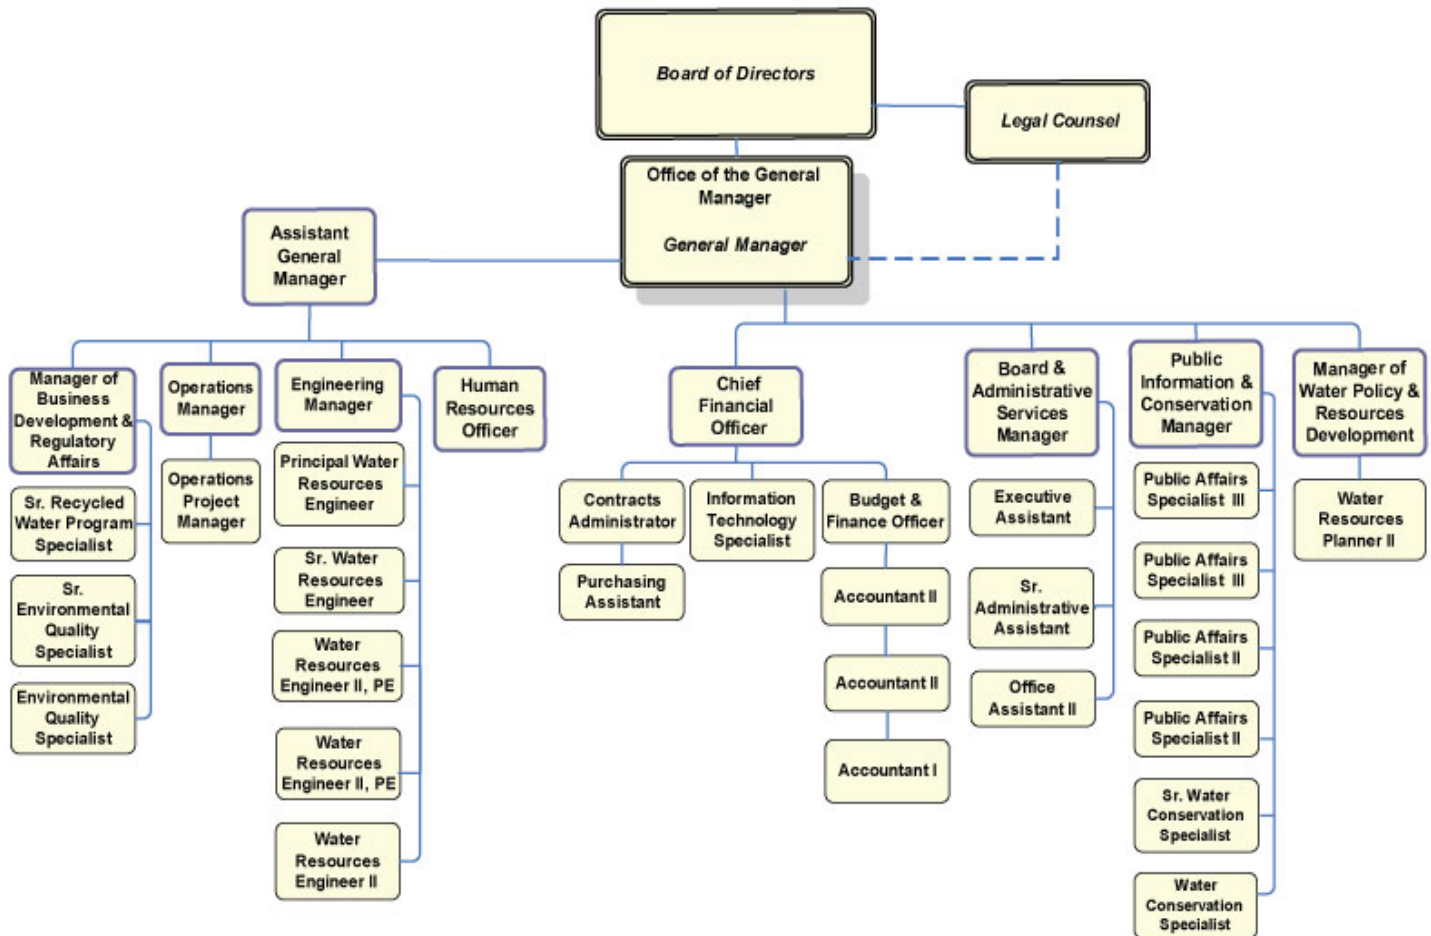 Board of Directors
Legal Counsel
Office of the General
Manager
General Manager
Assistant
General
Manager
Manager of
Business
Development &
Regulatory
Affairs
Operations
Manager
Engineering
Manager
Human
Resources
Officer
Chief
Financial
Officer
Board &
Administrative
Services
Manager
Public
Information &
Conservation
Manager
Manager of
Water Policy &
Resources
Development
Sr. Recycled
Water Program
Specialist
Sr.
Environmental
Quality
Specialist
Environmental
Quality
Specialist
Operations
Project
Manager
Principal Water
Resources
Engineer
Sr. Water
Resources
Engineer
Water
Resources
Engineer II, PE
Water
Resources
Engineer II, PE
Water
Resources
Engineer II
Contracts
Administrator
Purchasing
Assistant
Information
Technology
Specialist
Budget &
Finance Officer
Accountant II
Accountant II
Accountant I
Executive
Assistant
Sr.
Administrative
Assistant
Office
Assistant II
Public Affairs
Specialist III
Public Affairs
Specialist III
Public Affairs
Specialist II
Public Affairs
Specialist II
Sr. Water
Conservation
Specialist
Water
Conservation
Specialist
Water
Resources
Planner II